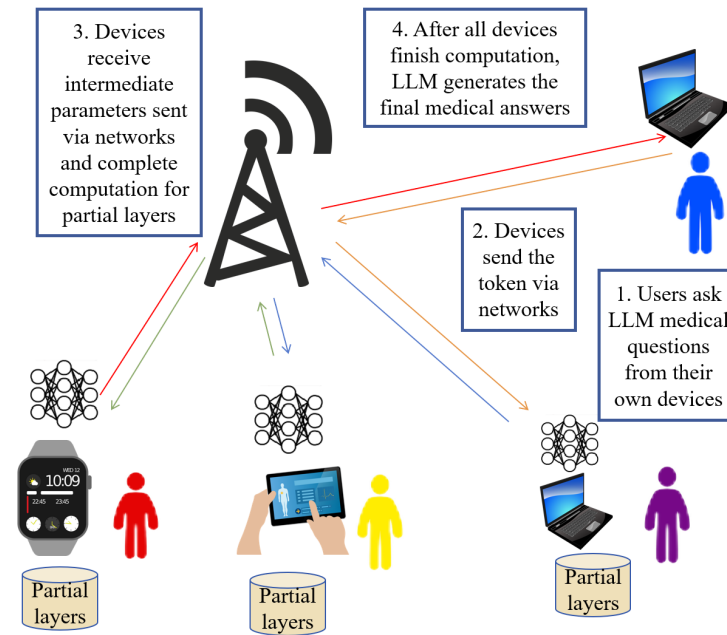 3. Devices
receive
intermediate
parameters sent
via networks
and complete
computation for
partial layers
4. After all devices
finish computation,
LLM generates the
final medical answers
2. Devices
send the
token via
networks
1. Users ask
LLM medical
questions
from their
own devices
WED 12
10:09
22:45 23:45
Partial
layers
Partial
layers
Partial
layers